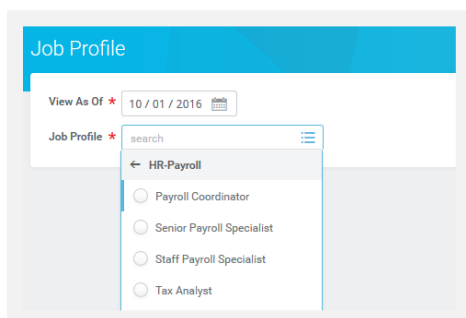 Job Profile
View As Of * 10 / 01 / 2016
Job Profile * search
← HR-Payroll
Payroll Coordinator
Senior Payroll Specialist
Staff Payroll Specialist
Tax Analyst